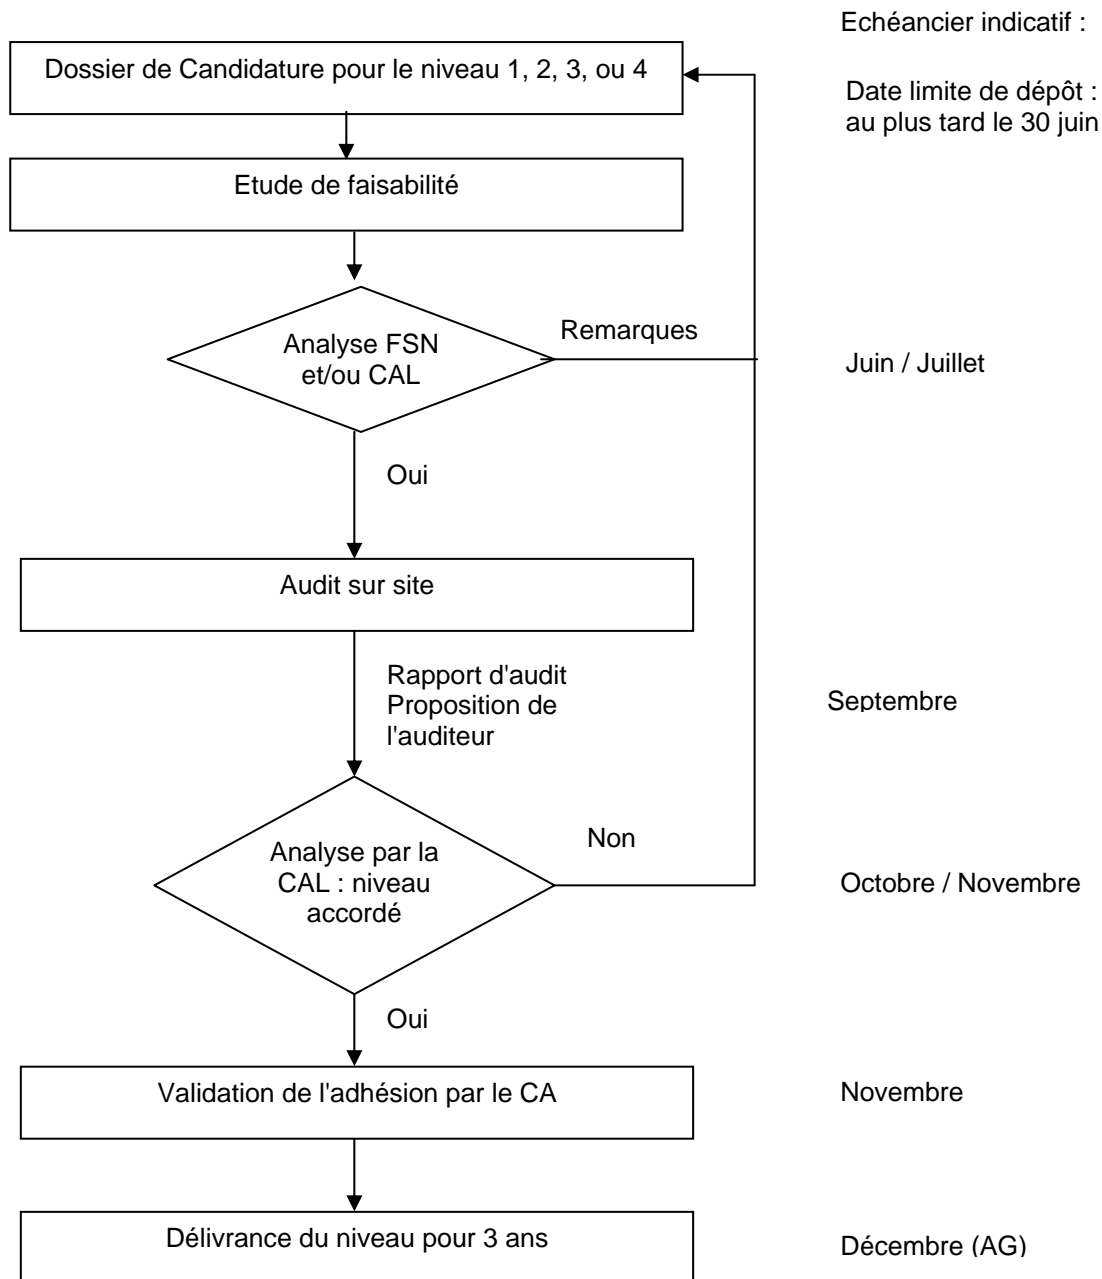 Echéancier indicatif :
Dossier de Candidature pour le niveau 1, 2, 3, ou 4
Date limite de dépôt :
au plus tard le 30 juin
Etude de faisabilité
Analyse FSN
et/ou CAL
Remarques
Juin / Juillet
Oui
Audit sur site
Rapport d'audit
Proposition de
l'auditeur
Septembre
Analyse par la
CAL : niveau
accordé
Non
Octobre / Novembre
Oui
Validation de l'adhésion par le CA
Novembre
Délivrance du niveau pour 3 ans
Décembre (AG)